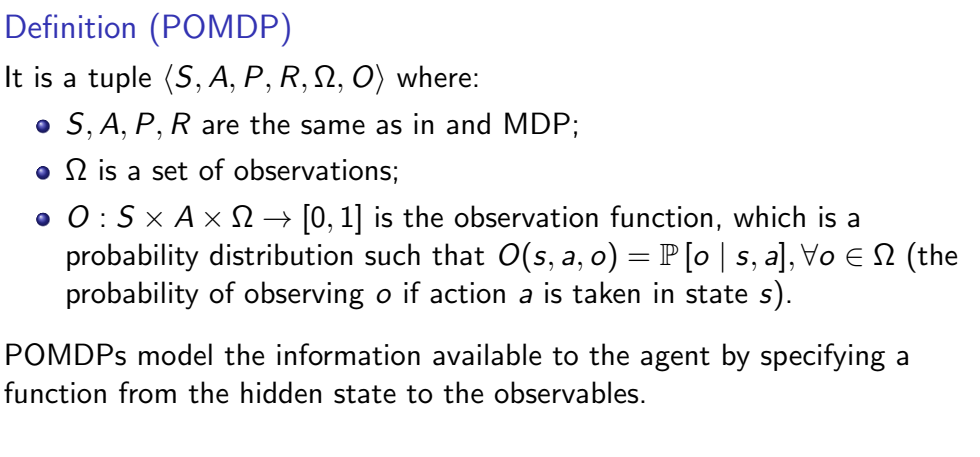 Definition (POMDP)
It is a tuple ⟨S, A, P, R, Ω, O⟩ where:
• S, A, P, R are the same as in and MDP;
• Ω is a set of observations;
• O : S × A × Ω → [0, 1] is the observation function, which is a
probability distribution such that O(s, a, o) = ℙ [o | s, a], ∀o ∈ Ω (the
probability of observing o if action a is taken in state s).
POMDPs model the information available to the agent by specifying a
function from the hidden state to the observables.